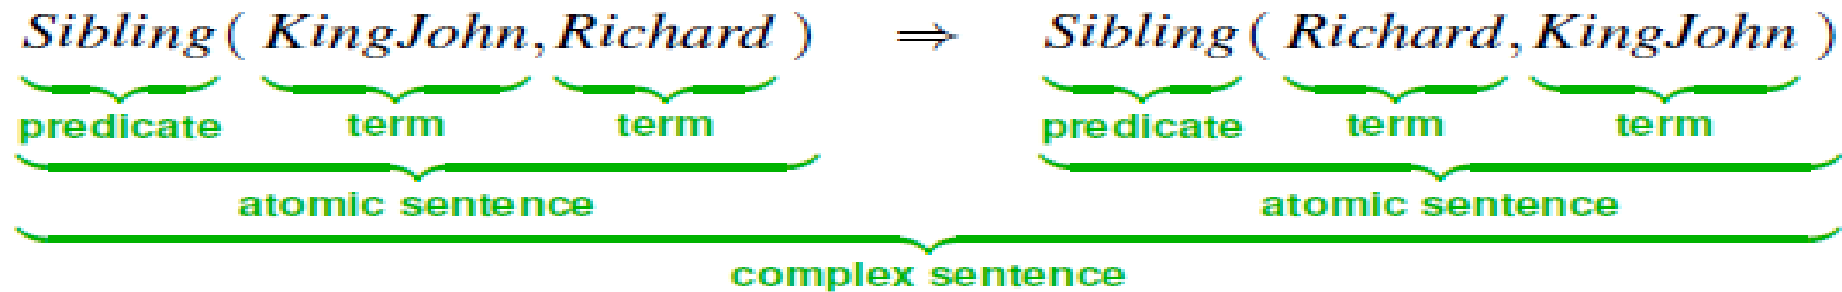 Sibling( KingJohn, Richard ) ⇒ Sibling( Richard, KingJohn )
predicate term term predicate term term
atomic sentence atomic sentence
complex sentence